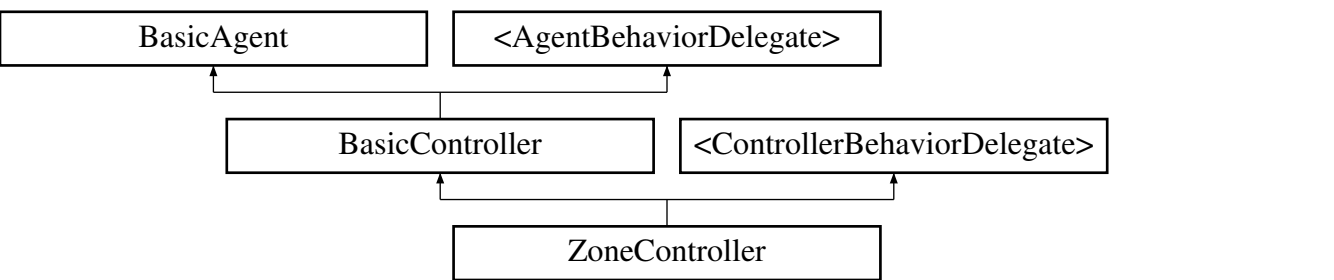 BasicAgent
<AgentBehaviorDelegate>
BasicController
<ControllerBehaviorDelegate>
ZoneController